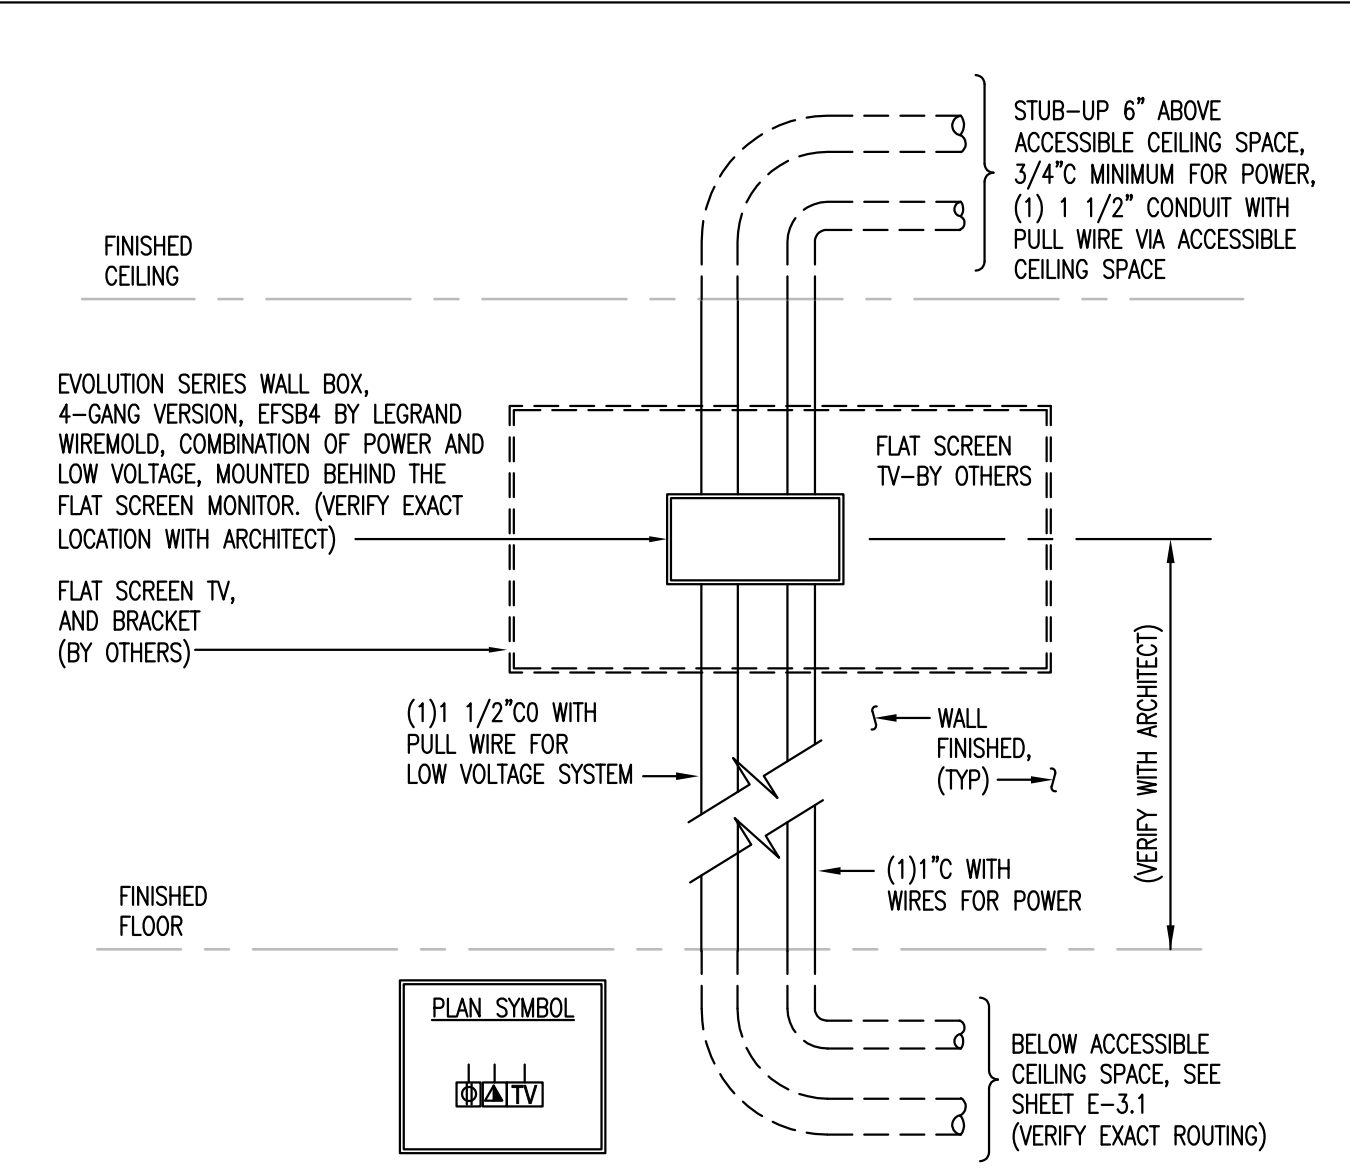 STUB-UP 6" ABOVE
ACCESSIBLE CEILING SPACE,
3/4"C MINIMUM FOR POWER,
(1) 1 1/2" CONDUIT WITH
PULL WIRE VIA ACCESSIBLE
CEILING SPACE
FINISHED
CEILING
EVOLUTION SERIES WALL BOX,
4-GANG VERSION, EFSB4 BY LEGRAND
WIREMOLD, COMBINATION OF POWER AND
LOW VOLTAGE, MOUNTED BEHIND THE
FLAT SCREEN MONITOR. (VERIFY EXACT
LOCATION WITH ARCHITECT)
FLAT SCREEN
TV-BY OTHERS
FLAT SCREEN TV,
AND BRACKET
(BY OTHERS)
(1)1 1/2"CO WITH
PULL WIRE FOR
LOW VOLTAGE SYSTEM
WALL
FINISHED,
(TYP)
(VERIFY WITH ARCHITECT)
(1)1"C WITH
WIRES FOR POWER
FINISHED
FLOOR
PLAN SYMBOL
TV
BELOW ACCESSIBLE
CEILING SPACE, SEE
SHEET E-3.1
(VERIFY EXACT ROUTING)